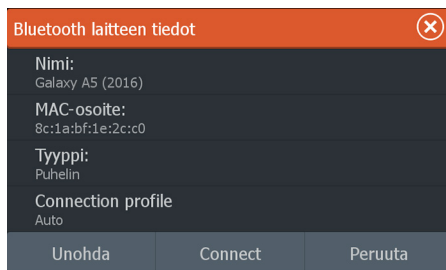 Bluetooth laitteen tiedot
Nimi:
Galaxy A5 (2016)
MAC-osoite:
8c:1a:bf:1e:2c:c0
Tyyppi:
Puhelin
Connection profile
Auto
Unohda Connect Peruuta